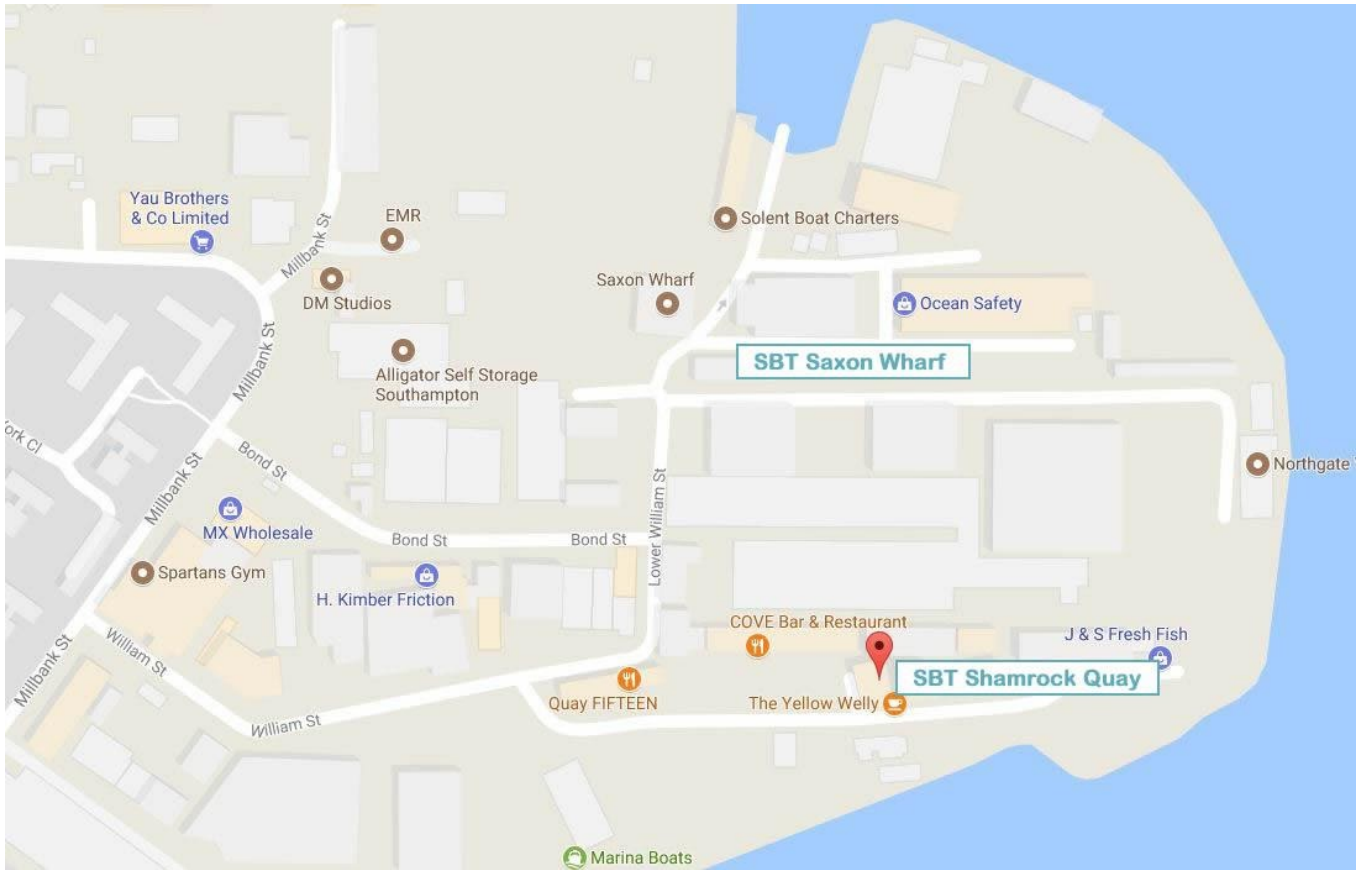 Yau Brothers
& Co Limited
Millbank St
EMR
DM Studios
Solent Boat Charters
Saxon Wharf
Ocean Safety
Millbank St
SBT Saxon Wharf
Alligator Self Storage
Southampton
York Cl
Bond St
Millbank St
Northgate
Lower William St
MX Wholesale
Bond St
Bond St
Spartans Gym
H. Kimber Friction
COVE Bar & Restaurant
J & S Fresh Fish
William St
Millbank St
SBT Shamrock Quay
Quay FIFTEEN
The Yellow Welly
William St
Marina Boats